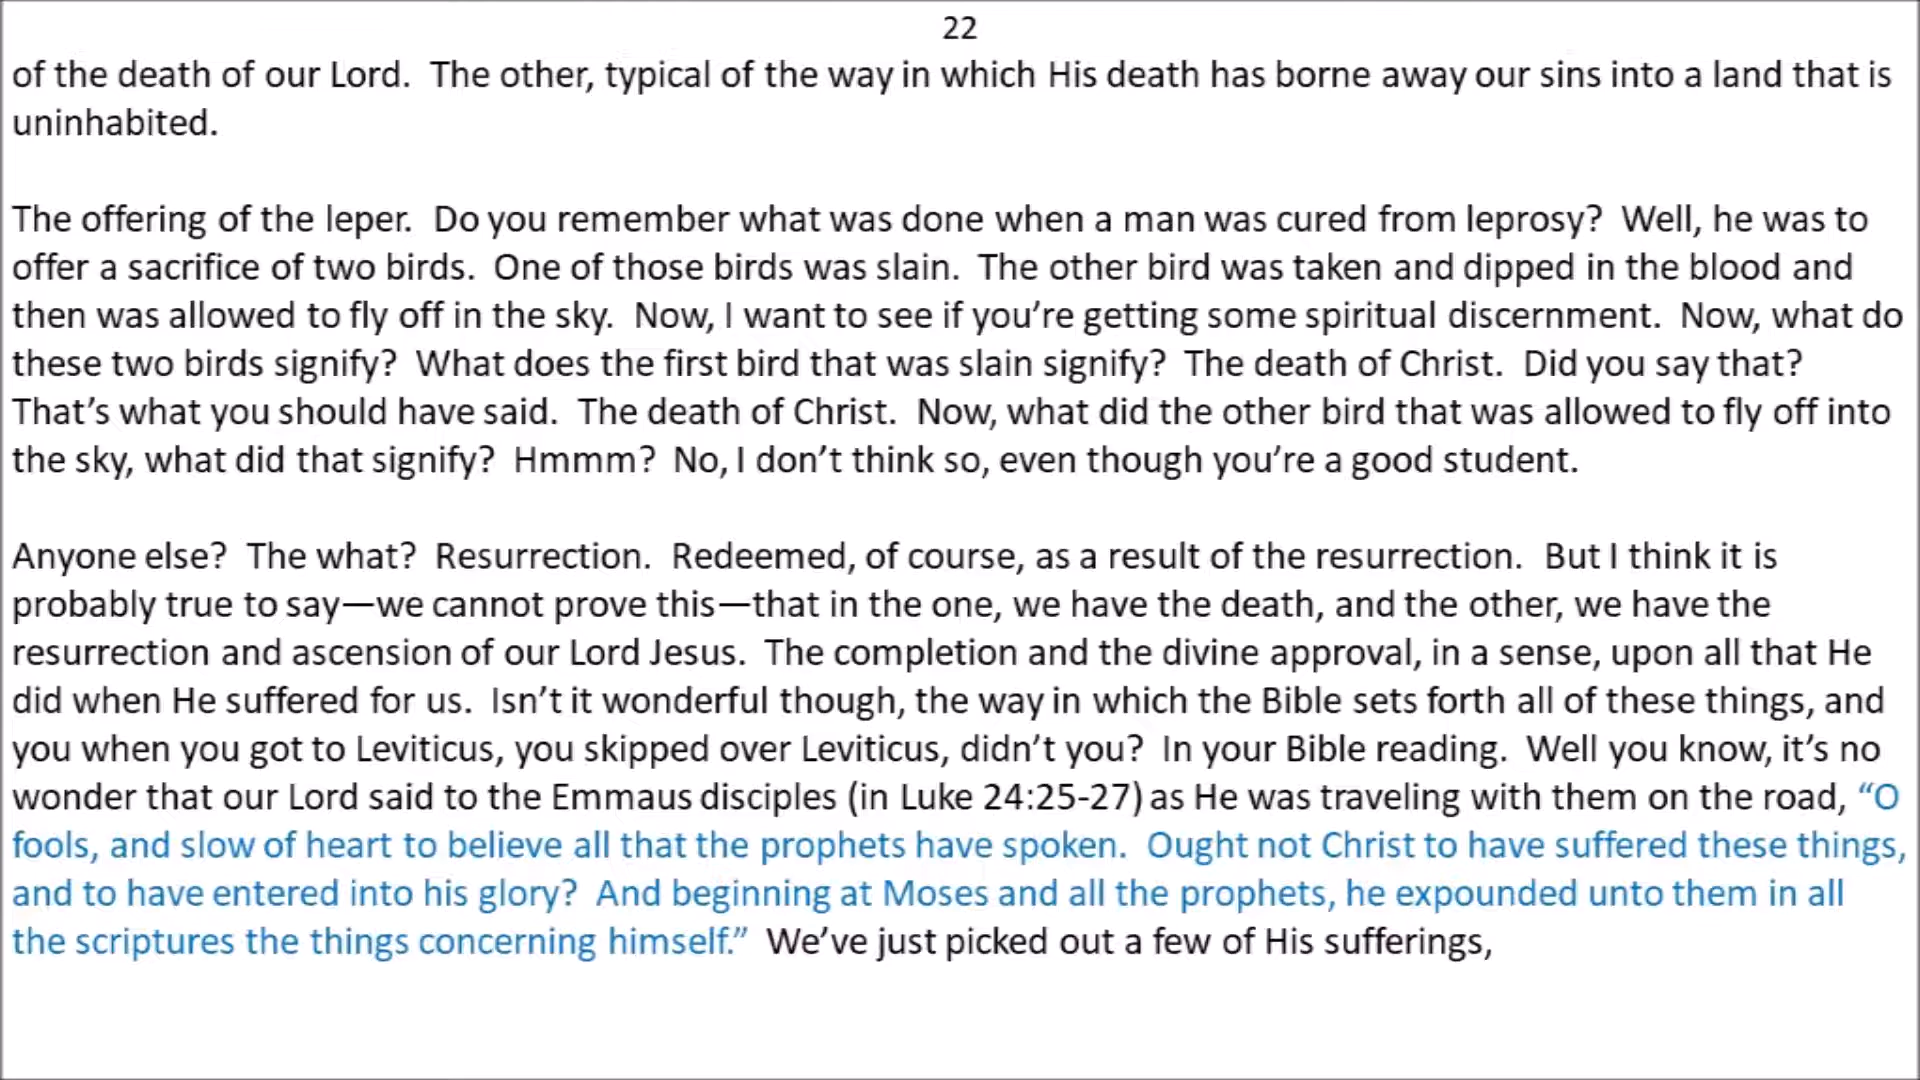 22
of the death of our Lord.  The other, typical of the way in which His death has borne away our sins into a land that is
uninhabited.
The offering of the leper.  Do you remember what was done when a man was cured from leprosy?  Well, he was to
offer a sacrifice of two birds.  One of those birds was slain.  The other bird was taken and dipped in the blood and
then was allowed to fly off in the sky.  Now, I want to see if you’re getting some spiritual discernment.  Now, what do
these two birds signify?  What does the first bird that was slain signify?  The death of Christ.  Did you say that?
That’s what you should have said.  The death of Christ.  Now, what did the other bird that was allowed to fly off into
the sky, what did that signify?  Hmmm?  No, I don’t think so, even though you’re a good student.
Anyone else?  The what?  Resurrection.  Redeemed, of course, as a result of the resurrection.  But I think it is
probably true to say—we cannot prove this—that in the one, we have the death, and the other, we have the
resurrection and ascension of our Lord Jesus.  The completion and the divine approval, in a sense, upon all that He
did when He suffered for us.  Isn’t it wonderful though, the way in which the Bible sets forth all of these things, and
you when you got to Leviticus, you skipped over Leviticus, didn’t you?  In your Bible reading.  Well you know, it’s no
wonder that our Lord said to the Emmaus disciples (in Luke 24:25-27) as He was traveling with them on the road, “O
fools, and slow of heart to believe all that the prophets have spoken.  Ought not Christ to have suffered these things,
and to have entered into his glory?  And beginning at Moses and all the prophets, he expounded unto them in all
the scriptures the things concerning himself.”  We’ve just picked out a few of His sufferings,